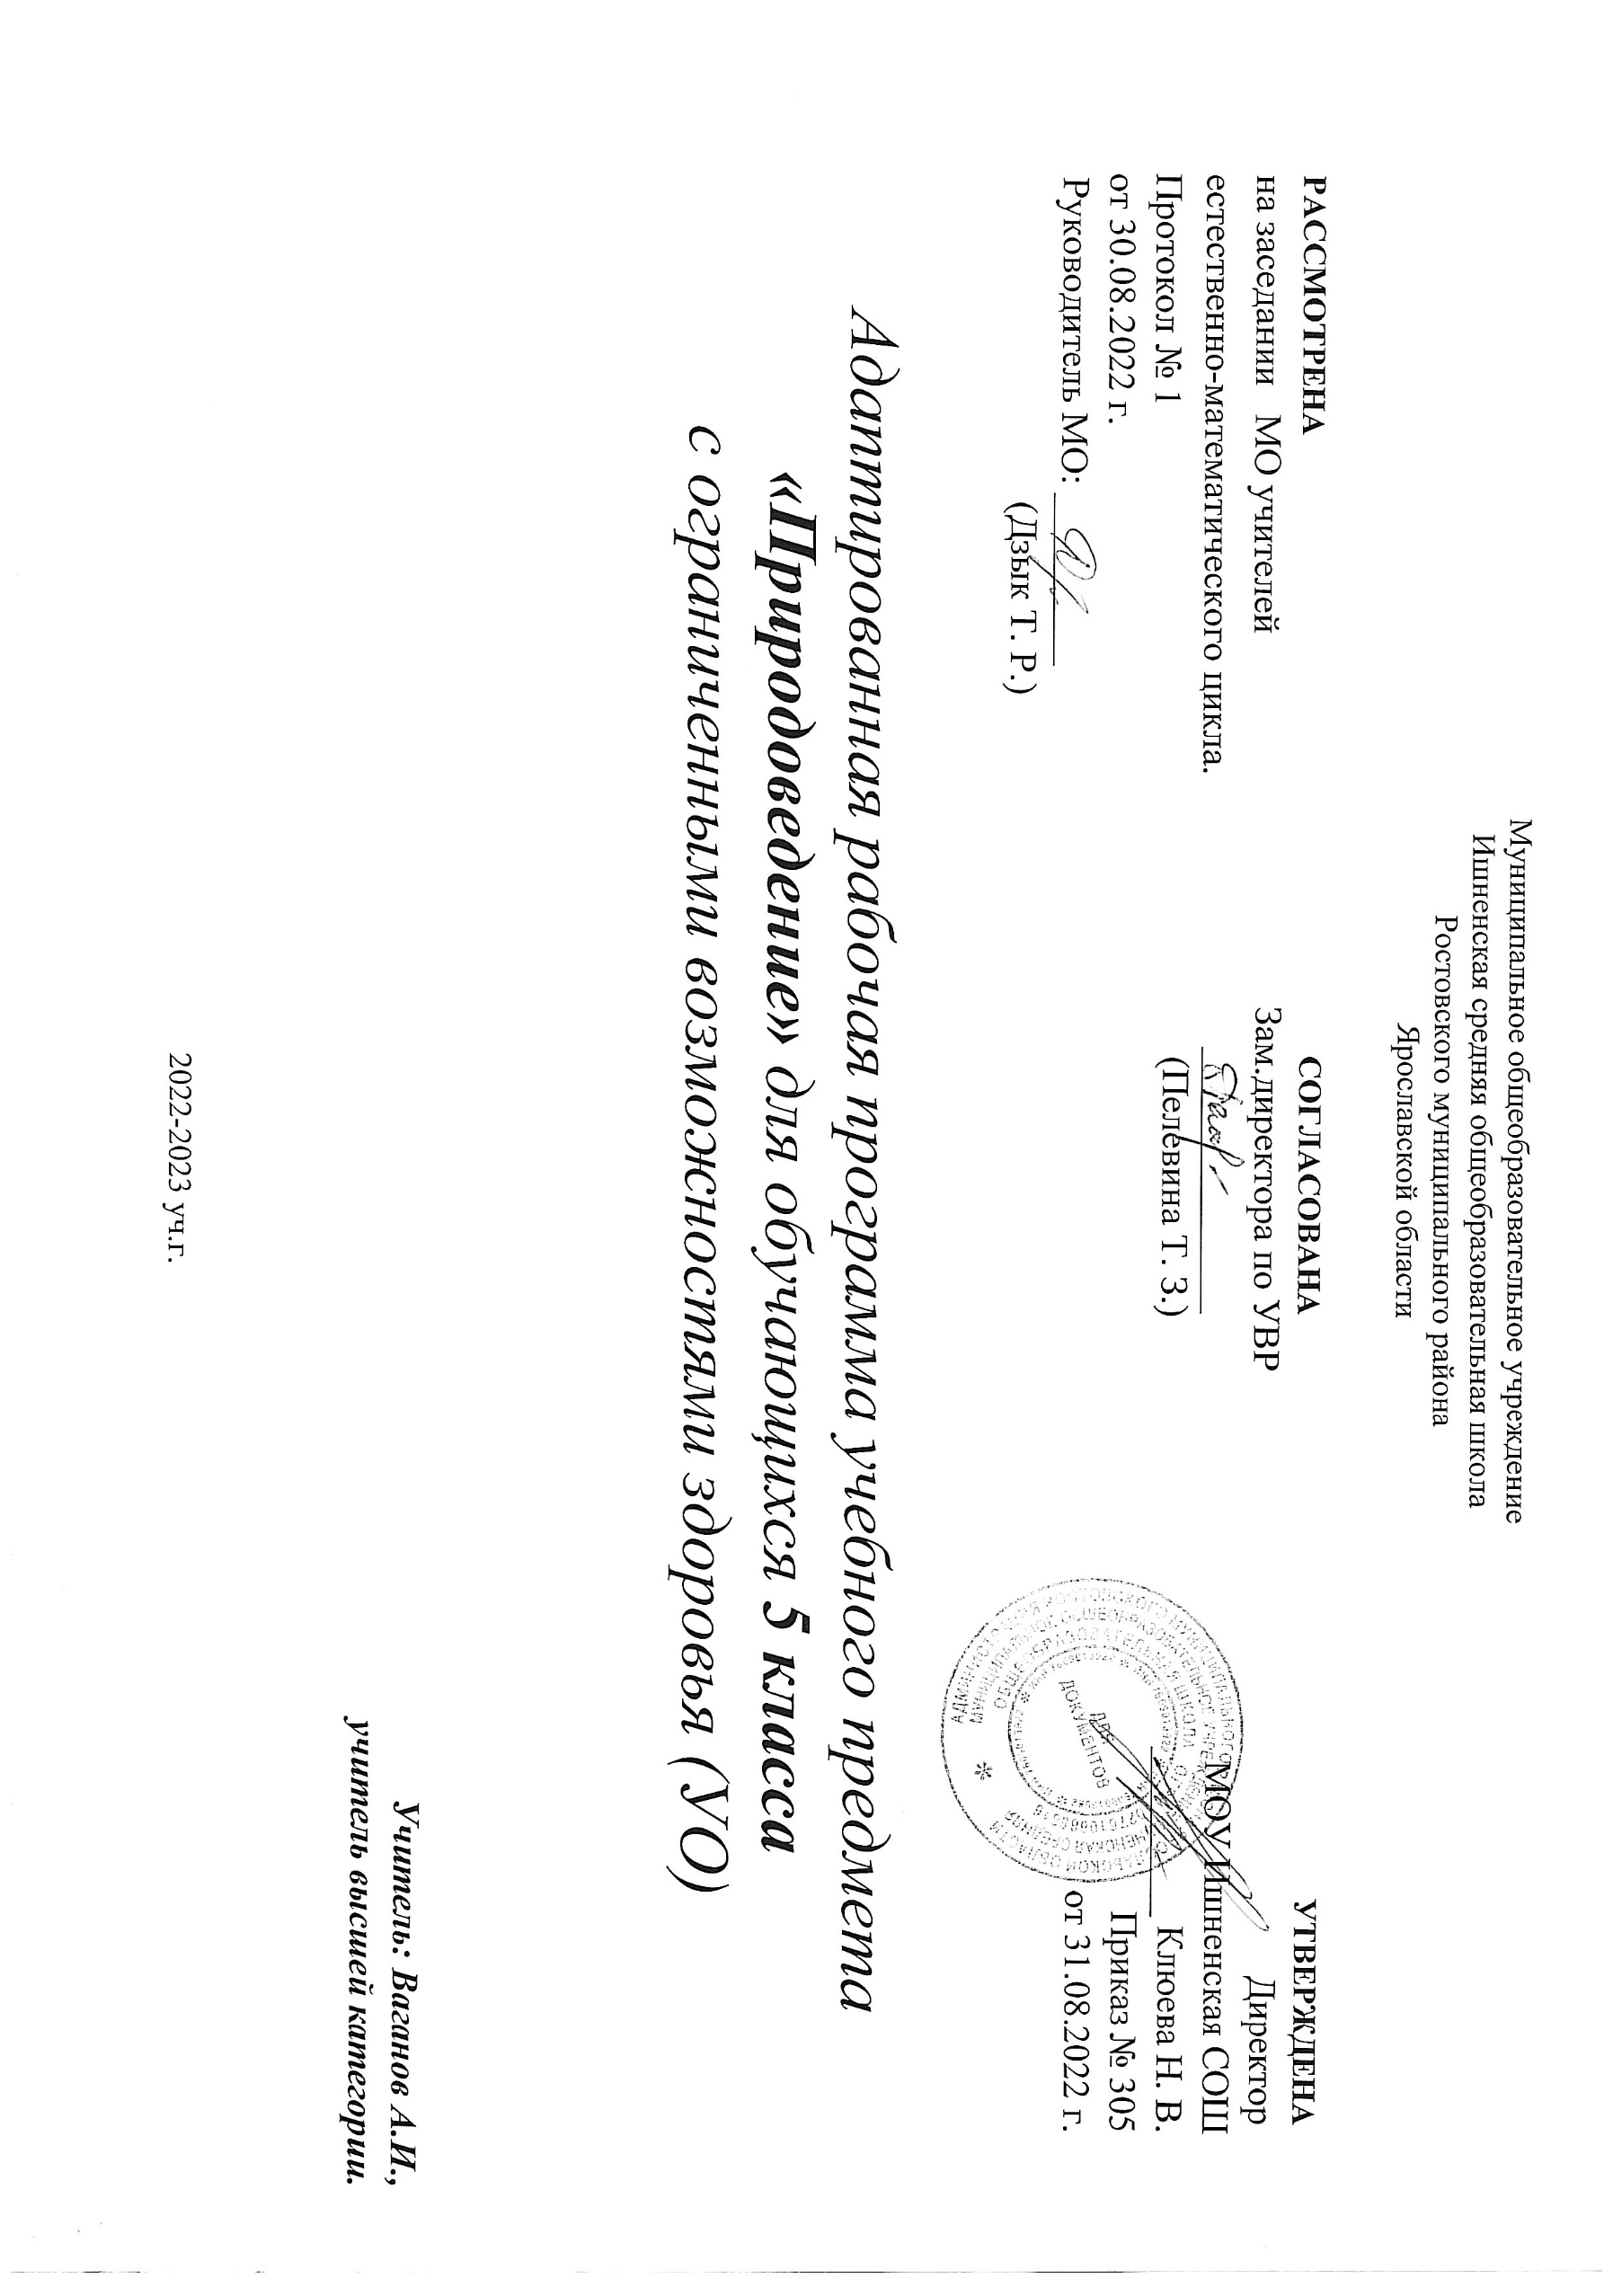 Муниципальное общеобразовательное учреждение
Ишненская средняя общеобразовательная школа
Ростовского муниципального района
Ярославской области
РАССМОТРЕНА
на заседании МО учителей
естественно-математического цикла.
Протокол № 1
от 30.08.2022 г.
Руководитель МО:
(Дзык Т. Р.)
СОГЛАСОВАНА
Зам.директора по УВР
(Пелевина Т. З.)
УТВЕРЖДЕНА
Директор
МОУ Ишненская СОШ
Клюева Н. В.
Приказ № 305
от 31.08.2022 г.
ДЛЯ
ДОКУМЕНТОВ
Адаптированная рабочая программа учебного предмета
«Природоведение» для обучающихся 5 класса
с ограниченными возможностями здоровья (УО)
Учитель: Ваганов А.И.,
учитель высшей категории.
2022-2023 уч.г.